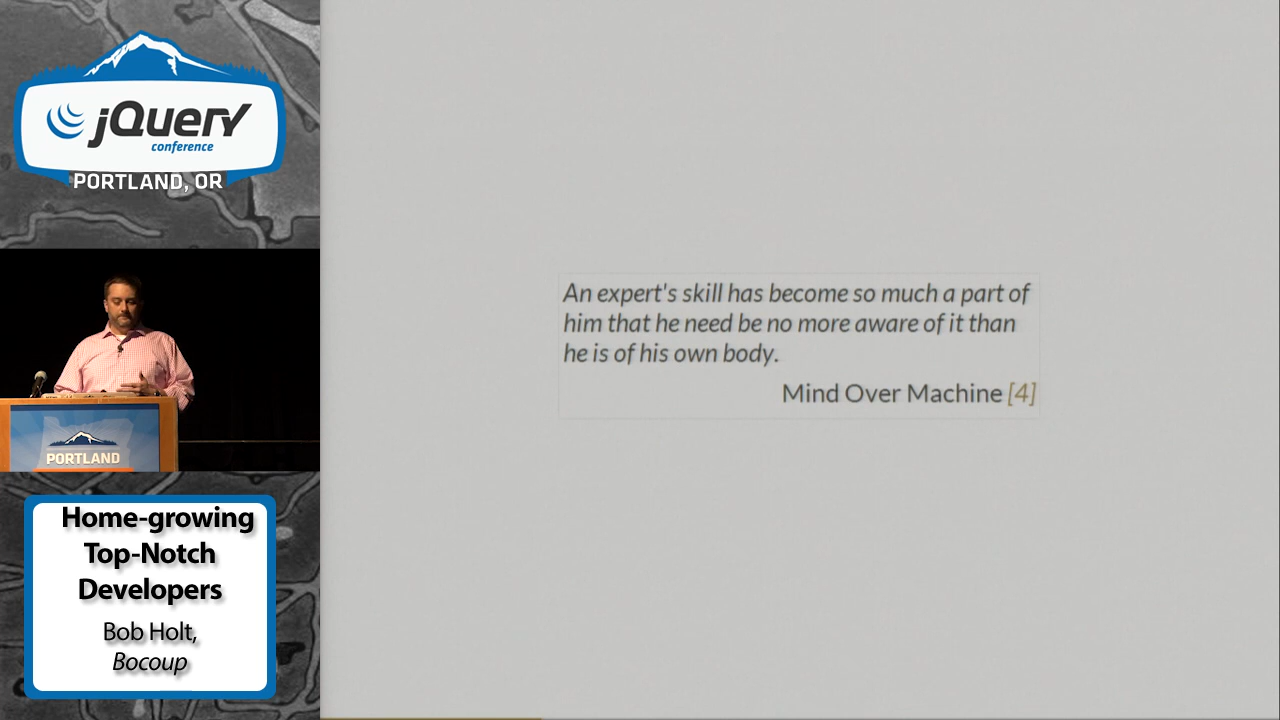 jQuery
conference
PORTLAND, OR
PORTLAND
Home-growing
Top-Notch
Developers
Bob Holt,
Bocoup
An expert's skill has become so much a part of
him that he need be no more aware of it than
he is of his own body.
Mind Over Machine [4]